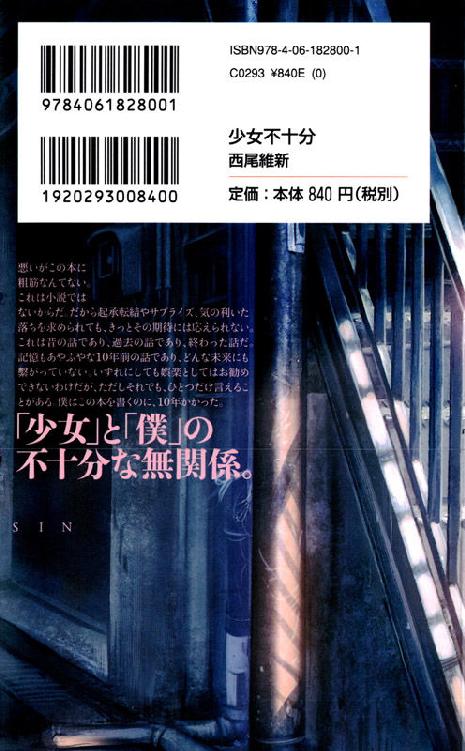 ISBN978-4-06-182800-1
C0293 ¥840E (0)
9784061828001
1920293008400
少女不十分
西尾維新
定価：本体 840 円(税別)
悪いがこの本に
粗筋なんてない。
これは小説では
ないからだ。だから起承転結やサプライズ、気の利いた
落ちを求められても、きっとその期待には応えられない。
これは昔の話であり、過去の話であり、終わった話だ。
記憶もあやふやな10年前の話であり、どんな未来にも
繋がっていない。いずれにしても娯楽としてはお勧め
できないわけだが、ただしそれでも、ひとつだけ言えるこ
とがある。僕はこの本を書くのに、10年かかった。
「少女」と「僕」の
不十分な無関係。
SIN